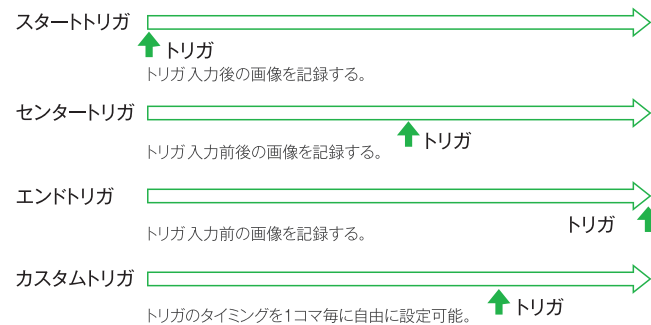 スタートトリガ
トリガ
トリガ入力後の画像を記録する。
センタートリガ
トリガ
トリガ入力前後の画像を記録する。
エンドトリガ
トリガ
トリガ入力前の画像を記録する。
カスタムトリガ
トリガ
トリガのタイミングを1コマ毎に自由に設定可能。